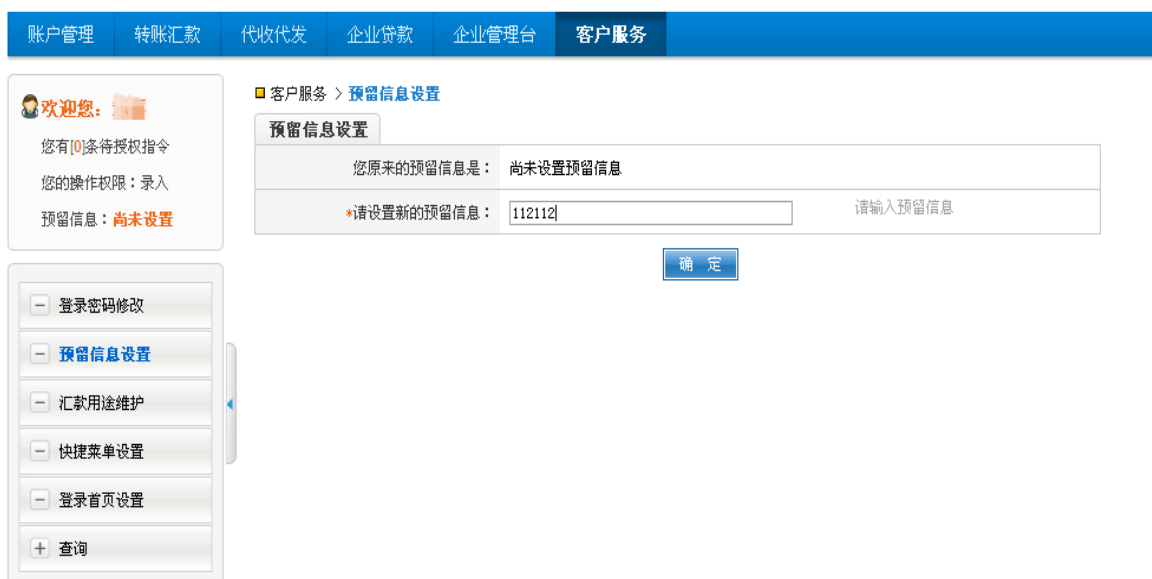 账户管理 转账汇款 代收代发 企业贷款 企业管理台 客户服务
欢迎您：
您有[0]条待授权指令
您的操作权限：录入
预留信息：尚未设置
客户服务 > 预留信息设置
预留信息设置
您原来的预留信息是： 尚未设置预留信息
*请设置新的预留信息： 112112 请输入预留信息
确 定
登录密码修改
预留信息设置
汇款用途维护
快捷菜单设置
登录首页设置
查询